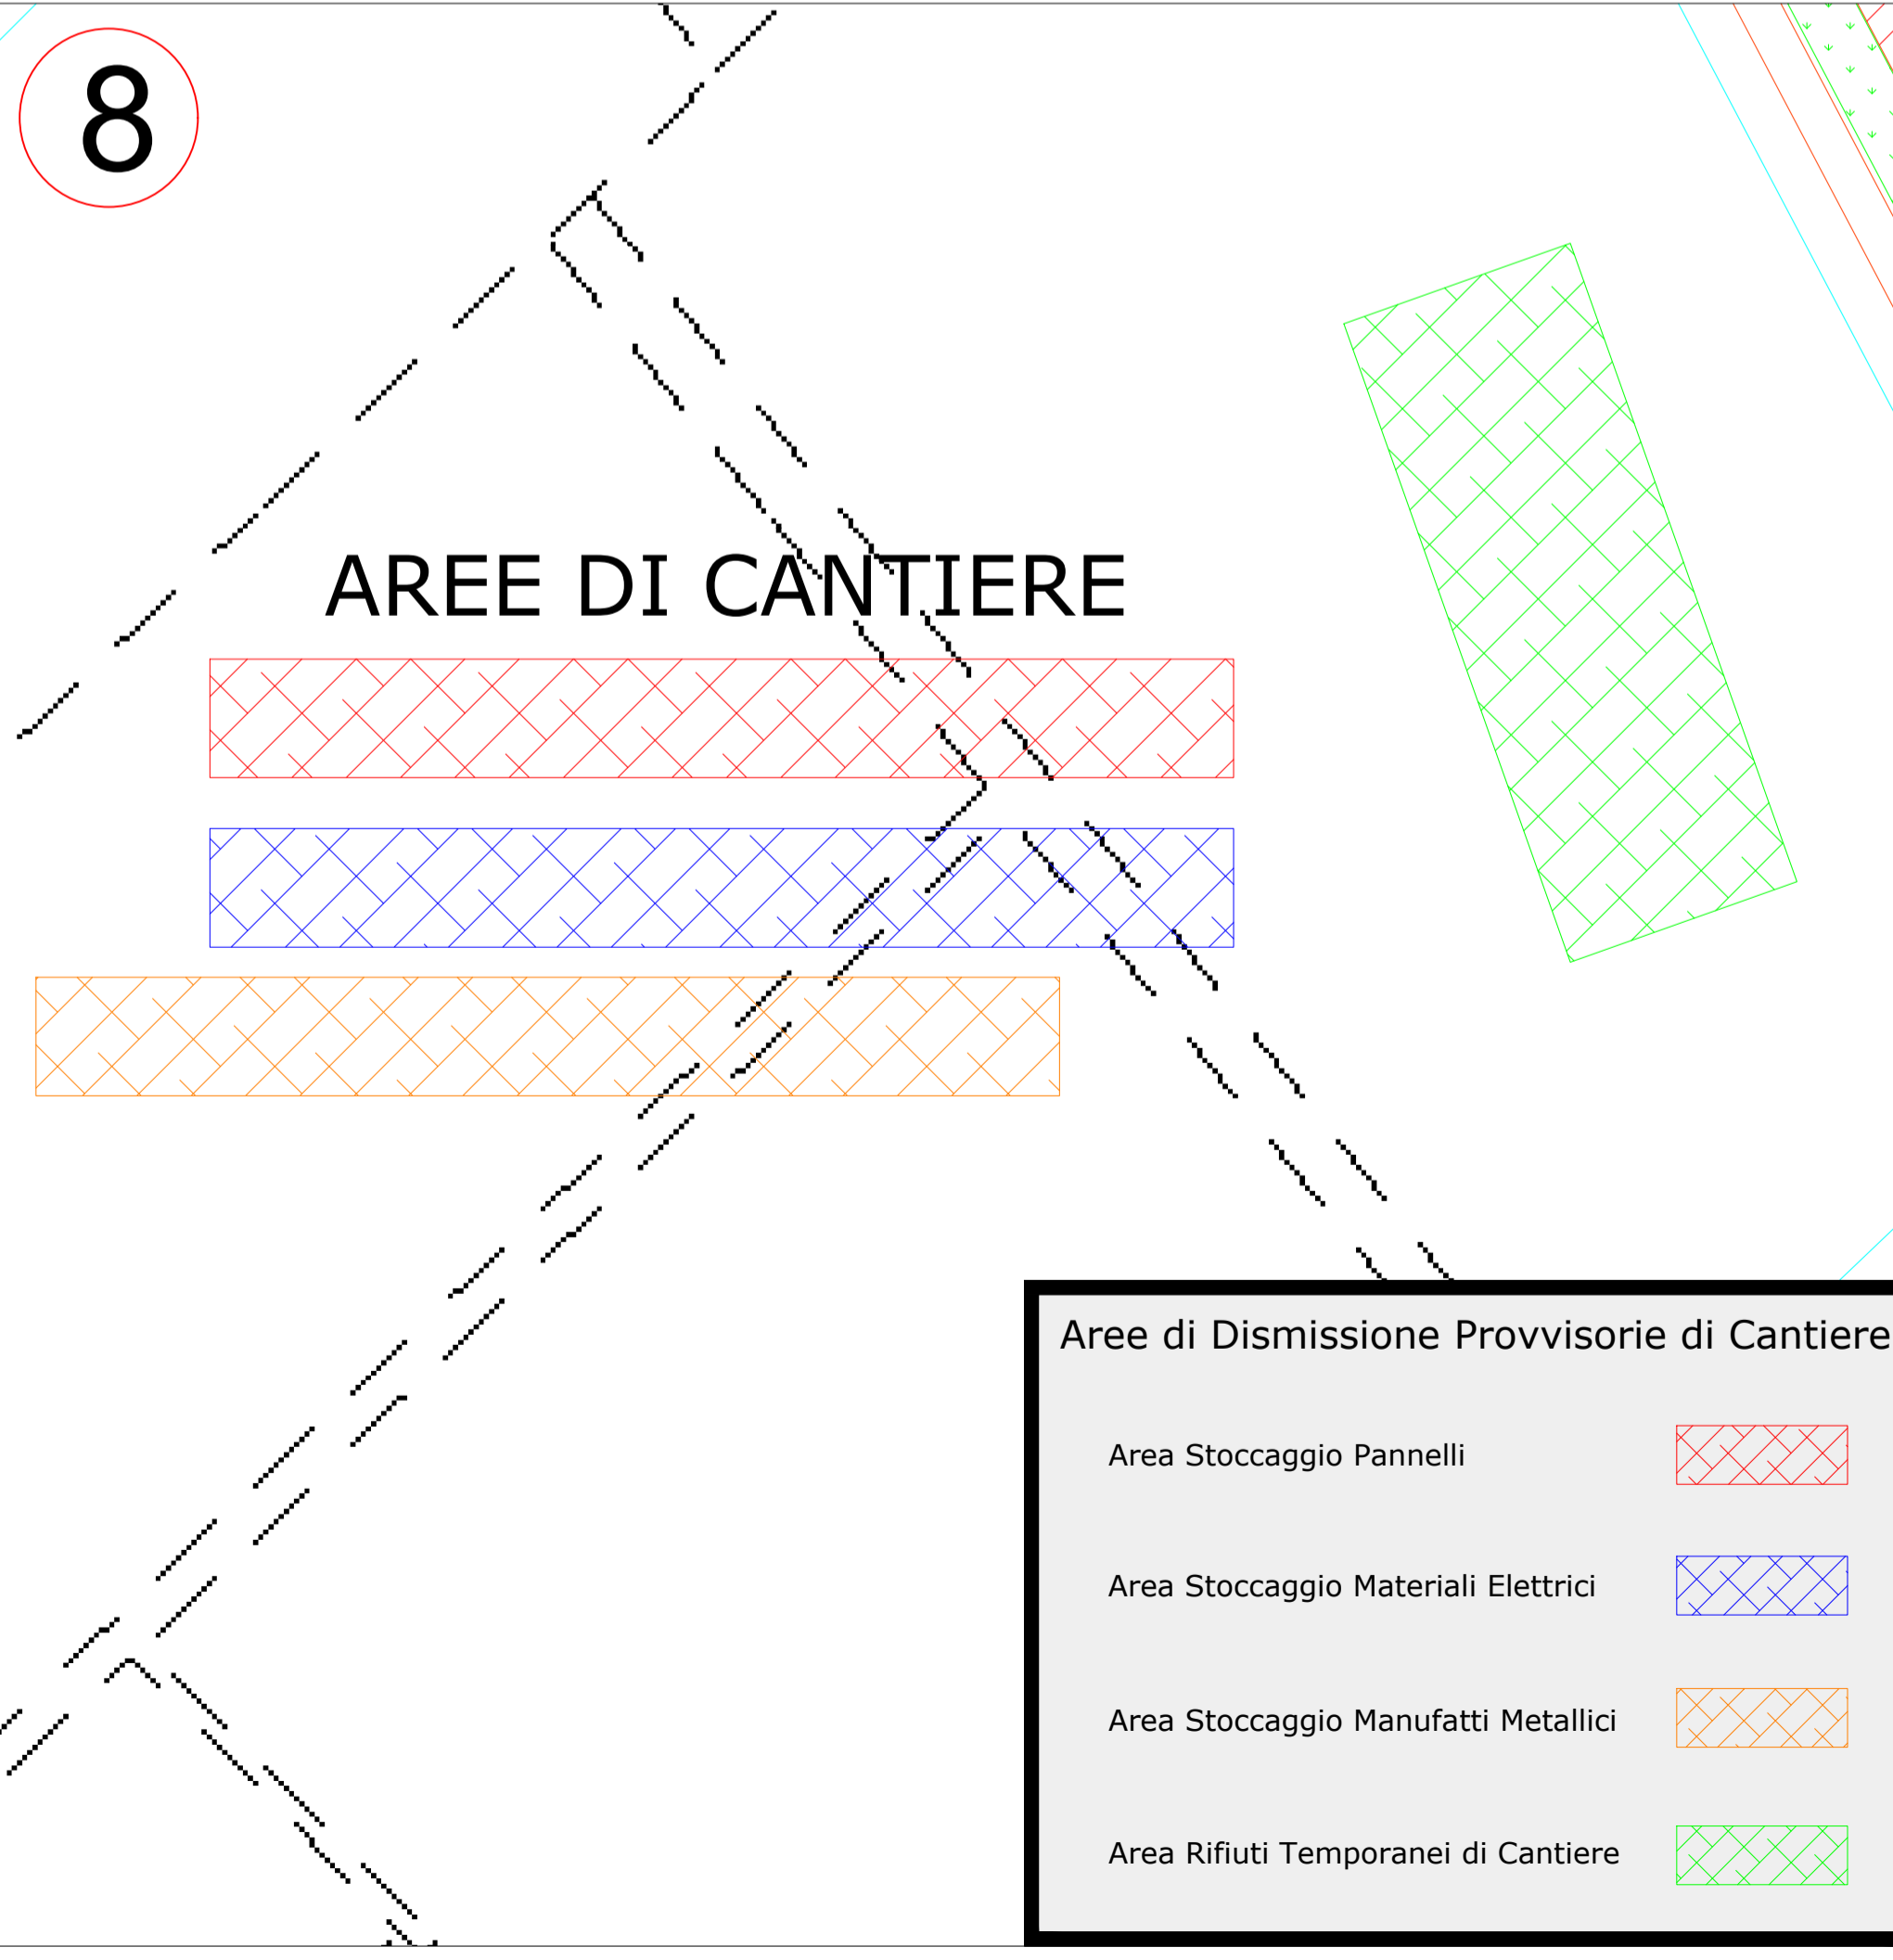 8
AREE DI CANTIERE
Aree di Dismissione Provvisorie di Cantiere
Area Stoccaggio Pannelli
Area Stoccaggio Materiali Elettrici
Area Stoccaggio Manufatti Metallici
Area Rifiuti Temporanei di Cantiere